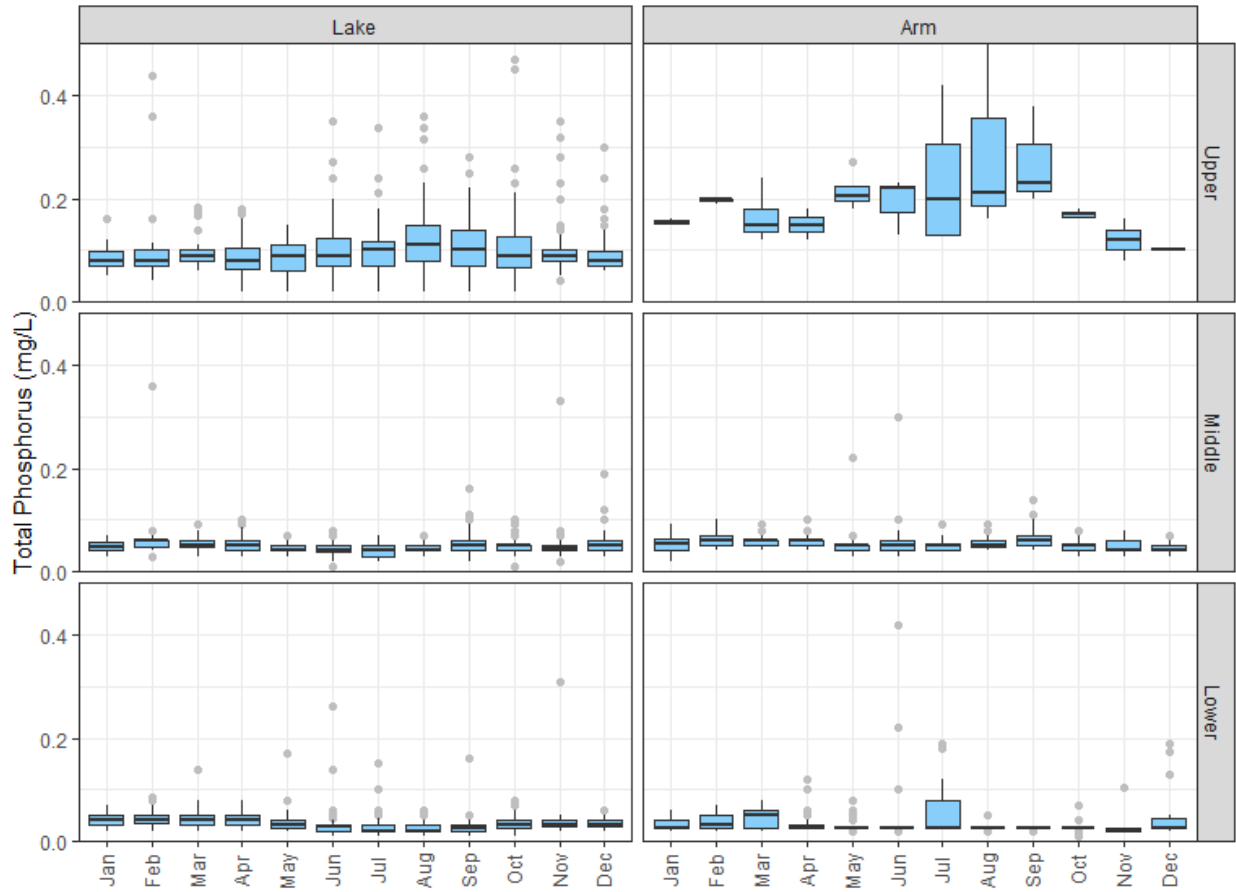 Lake
Arm
Total Phosphorus (mg/L)
0.4
0.2
0.0
Upper
0.4
0.2
0.0
Middle
0.4
0.2
0.0
Lower
Jan Feb Mar Apr May Jun Jul Aug Sep Oct Nov Dec
Jan Feb Mar Apr May Jun Jul Aug Sep Oct Nov Dec